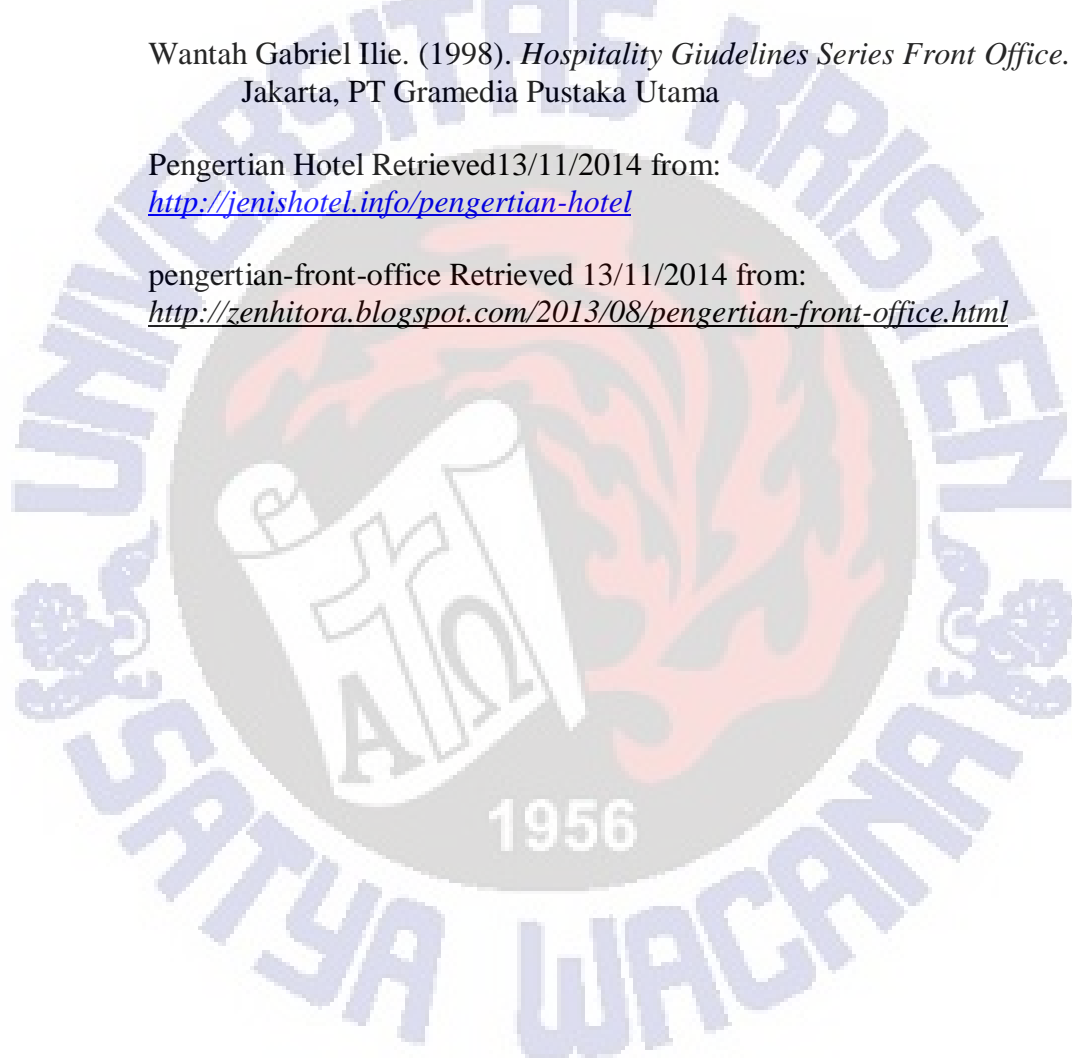 Wantah Gabriel Ilie. (1998). Hospitality Giudelines Series Front Office.
Jakarta, PT Gramedia Pustaka Utama
Pengertian Hotel Retrieved13/11/2014 from:
http://jenishotel.info/pengertian-hotel
pengertian-front-office Retrieved 13/11/2014 from:
http://zenhitora.blogspot.com/2013/08/pengertian-front-office.html
UNIVERSITAS KRISTEN
Α Ω
1956
SATYA WACANA